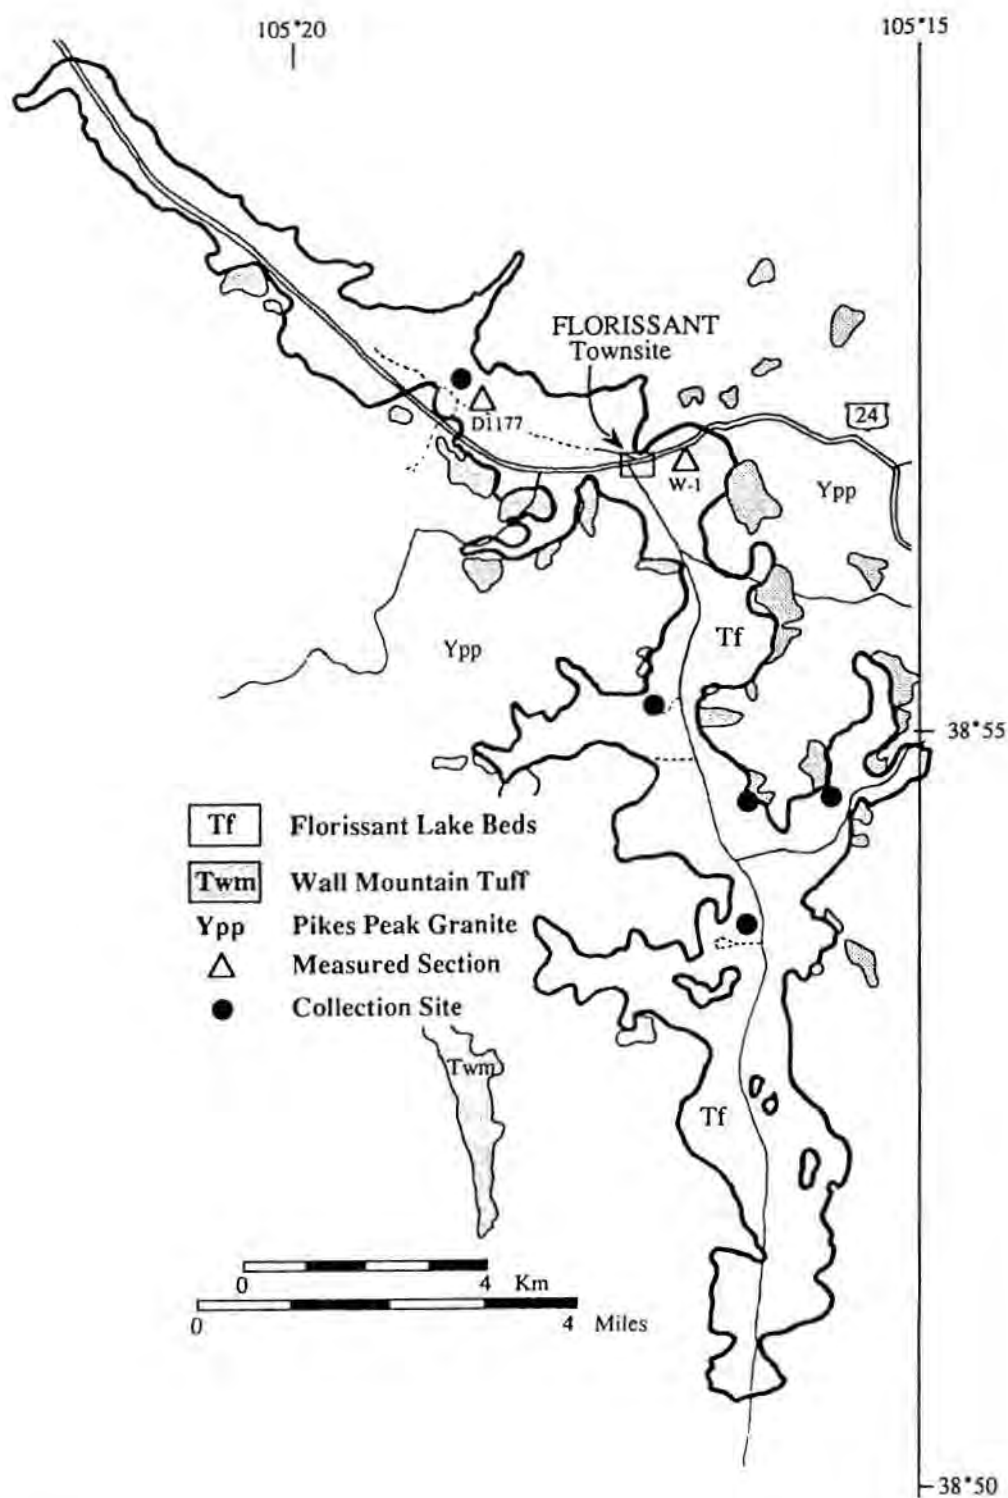 105°20
105°15
FLORISSANT
Townsite
24
D1177
W-1
Ypp
Tf
Ypp
38°55
Tf Florissant Lake Beds
Twm Wall Mountain Tuff
Ypp Pikes Peak Granite
Measured Section
Collection Site
Twm
Tf
0 4 Km
0 4 Miles
38°50